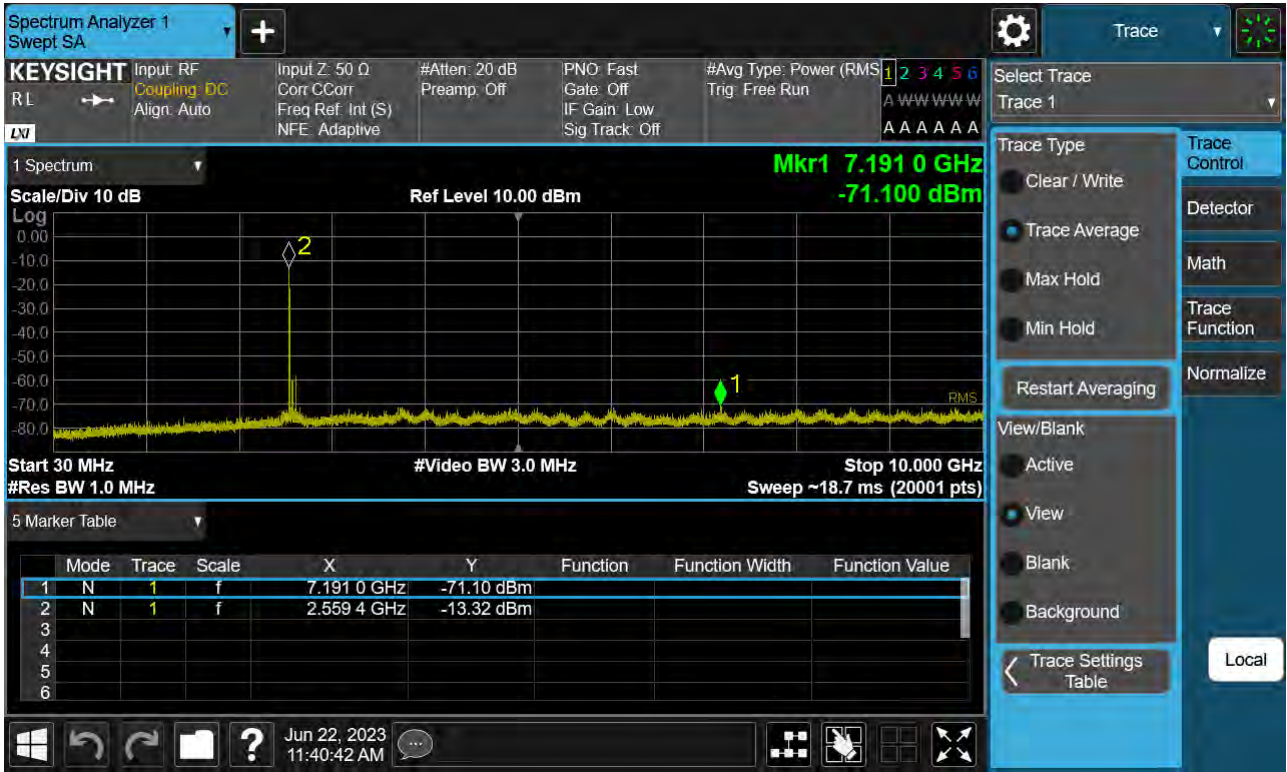 Spectrum Analyzer 1
Swept SA
Trace
KEYSIGHT
RL
LXI
Input: RF
Coupling: DC
Align: Auto
Input Z: 50 Ω
Corr CCorr
Freq Ref: Int (S)
NFE: Adaptive
#Atten: 20 dB
Preamp: Off
PNO: Fast
Gate: Off
IF Gain: Low
Sig Track: Off
#Avg Type: Power (RMS
Trig: Free Run
1 2 3 4 5 6
A W W W W W
A A A A A A
Select Trace
Trace 1
1 Spectrum
Mkr1 7.191 0 GHz
Scale/Div 10 dB
Ref Level 10.00 dBm
-71.100 dBm
Log
0.00
-10.0
-20.0
-30.0
-40.0
-50.0
-60.0
-70.0
-80.0
2
1
RMS
Start 30 MHz
#Video BW 3.0 MHz
Stop 10.000 GHz
#Res BW 1.0 MHz
Sweep ~18.7 ms (20001 pts)
5 Marker Table
Mode Trace Scale X Y Function Function Width Function Value
1 N 1 f 7.191 0 GHz -71.10 dBm
2 N 1 f 2.559 4 GHz -13.32 dBm
3
4
5
6
Trace Type
Clear / Write
Trace Average
Max Hold
Min Hold
Restart Averaging
View/Blank
Active
View
Blank
Background
Trace Settings
Table
Trace
Control
Detector
Math
Trace
Function
Normalize
Local
?
Jun 22, 2023
11:40:42 AM